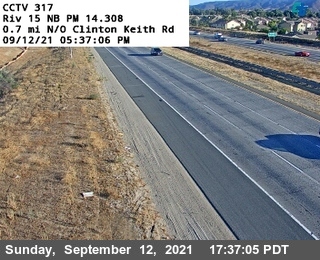 CCTV 317
Riv 15 NB PM 14.308
0.7 mi N/O Clinton Keith Rd
09/12/21 05:37:06 PM
Sunday, September 12, 2021 17:37:05 PDT